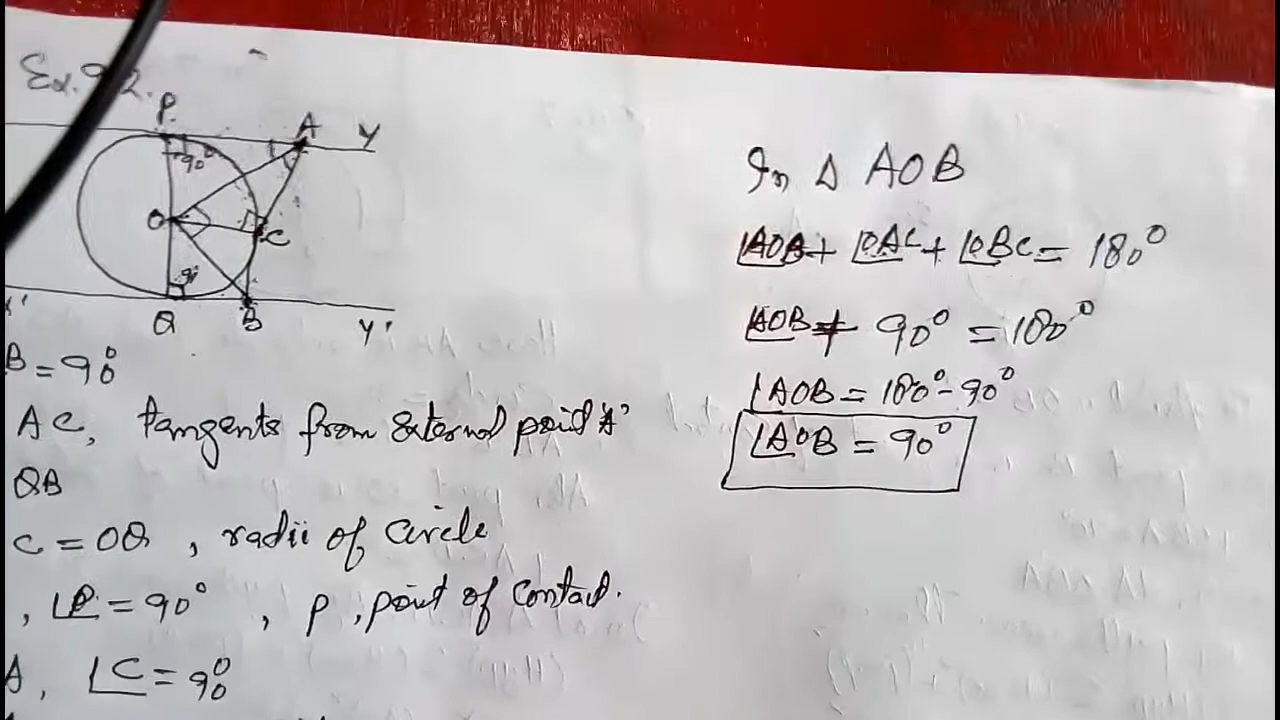 Ex. 9.2.
P
A
Y
90°
O
C
90
Q
B
Y'
X'
B = 90°
AC, tangents from external point 'A'
QB
C = OQ, radii of circle
, ∠P = 90°, P, point of contact.
A, ∠C = 90°
In Δ AOB
∠AOB + ∠OAC + ∠OBC = 180°
∠AOB + 90° = 180°
∠AOB = 180° - 90°
∠AOB = 90°